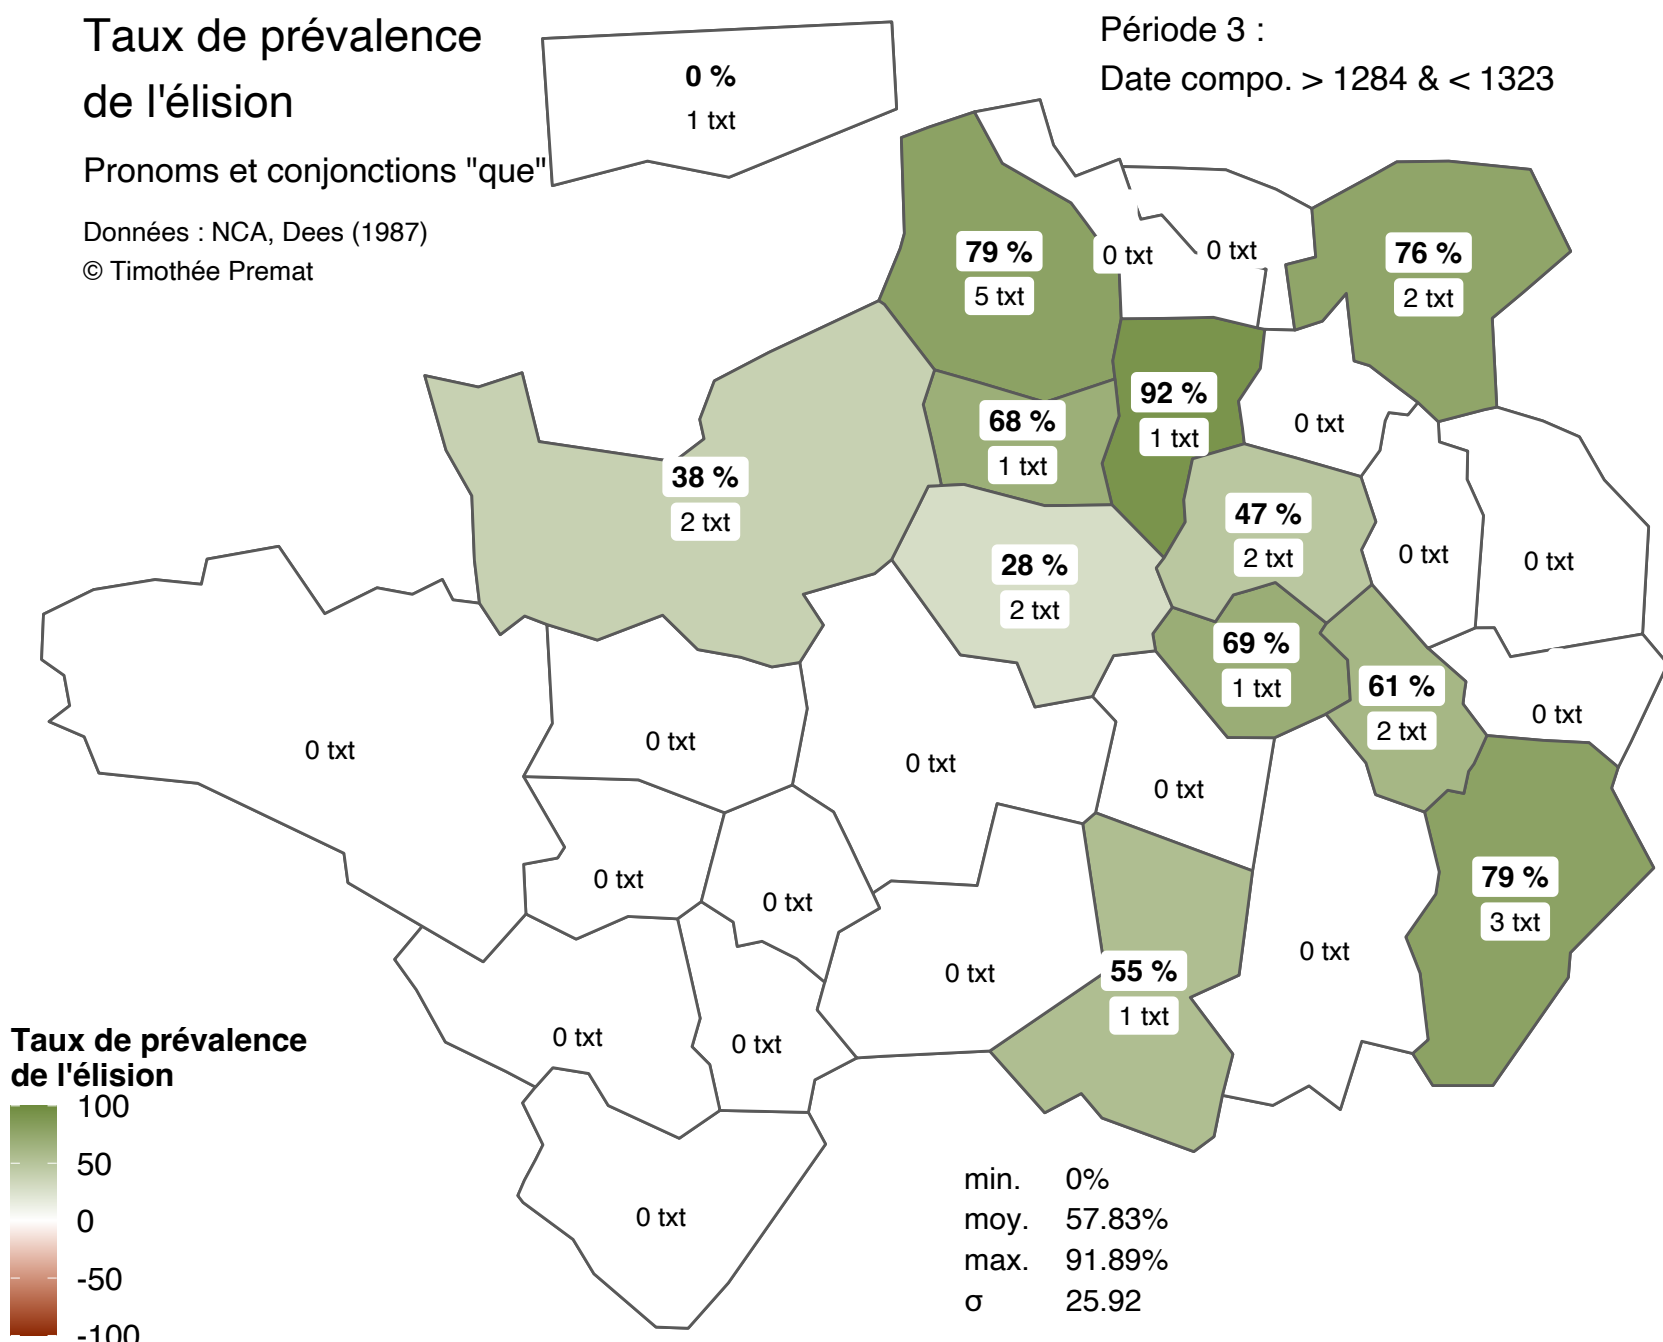 Taux de prévalence
de l'élision
Pronoms et conjonctions "que"
Données : NCA, Dees (1987)
© Timothée Premat
Période 3 :
Date compo. > 1284 & < 1323
0 %
1 txt
79 %
5 txt
0 txt
0 txt
76 %
2 txt
92 %
1 txt
68 %
1 txt
0 txt
38 %
2 txt
47 %
2 txt
0 txt
0 txt
28 %
2 txt
69 %
1 txt
61 %
2 txt
0 txt
0 txt
0 txt
0 txt
0 txt
79 %
3 txt
0 txt
0 txt
0 txt
55 %
1 txt
0 txt
0 txt
0 txt
0 txt
Taux de prévalence
de l'élision
100
50
0
-50
-100
min. 0%
moy. 57.83%
max. 91.89%
σ 25.92